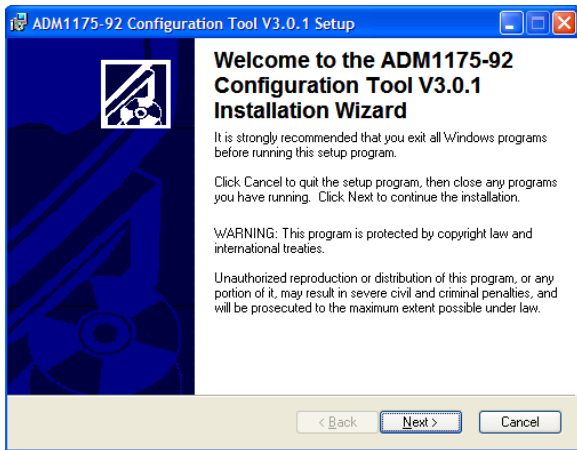 ADM1175-92 Configuration Tool V3.0.1 Setup
Welcome to the ADM1175-92
Configuration Tool V3.0.1
Installation Wizard
It is strongly recommended that you exit all Windows programs
before running this setup program.
Click Cancel to quit the setup program, then close any programs
you have running. Click Next to continue the installation.
WARNING: This program is protected by copyright law and
international treaties.
Unauthorized reproduction or distribution of this program, or any
portion of it, may result in severe civil and criminal penalties, and
will be prosecuted to the maximum extent possible under law.
< Back Next > Cancel